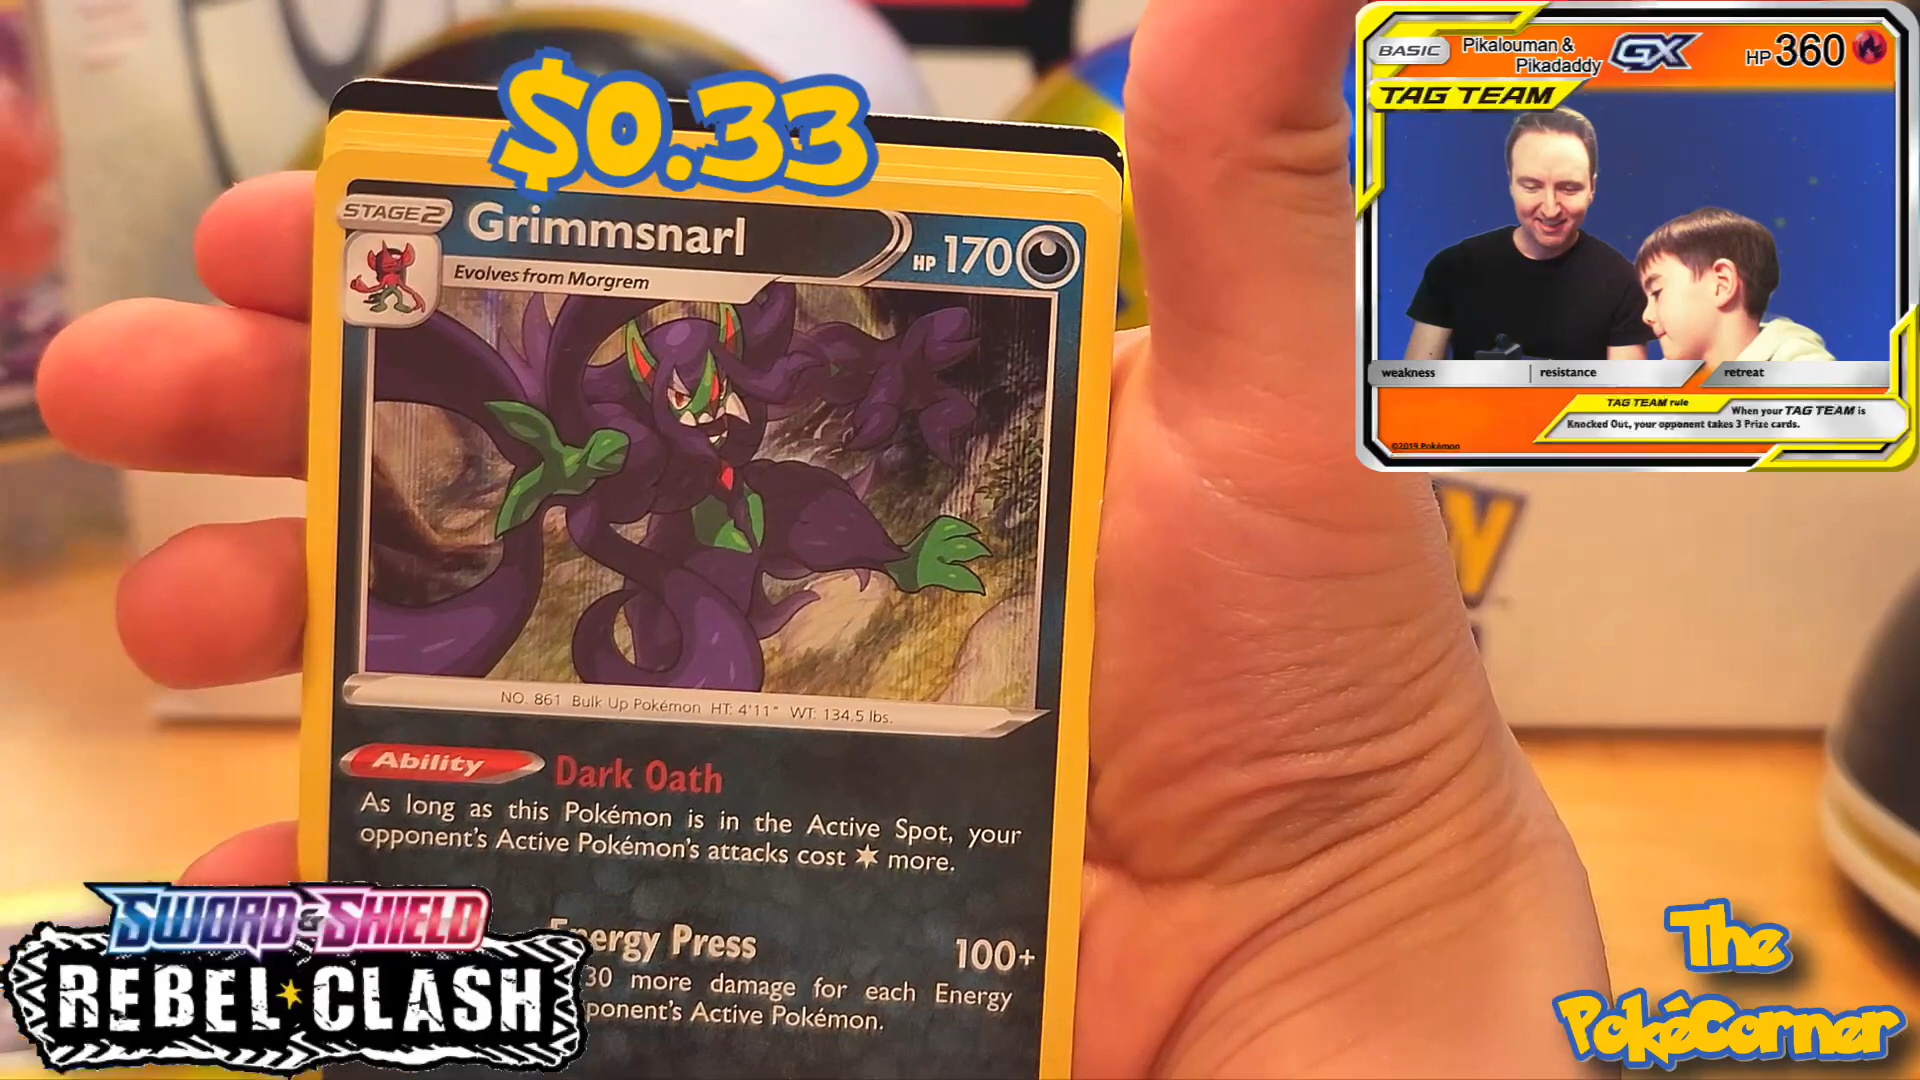 $0.33
STAGE 2
Grimmsnarl
HP 170
Evolves from Morgrem
NO. 861 Bulk Up Pokémon HT: 4'11" WT: 134.5 lbs.
Ability Dark Oath
As long as this Pokémon is in the Active Spot, your
opponent's Active Pokémon's attacks cost more.
Energy Press 100+
30 more damage for each Energy
Active Pokémon.
BASIC
Pikalouman &
Pikadaddy
GX
HP 360
TAG TEAM
weakness
resistance
retreat
TAG TEAM rule
When your TAG TEAM is
Knocked Out, your opponent takes 3 Prize cards.
©2019 Pokémon
SWORD & SHIELD
REBEL CLASH
The
PokéCorner